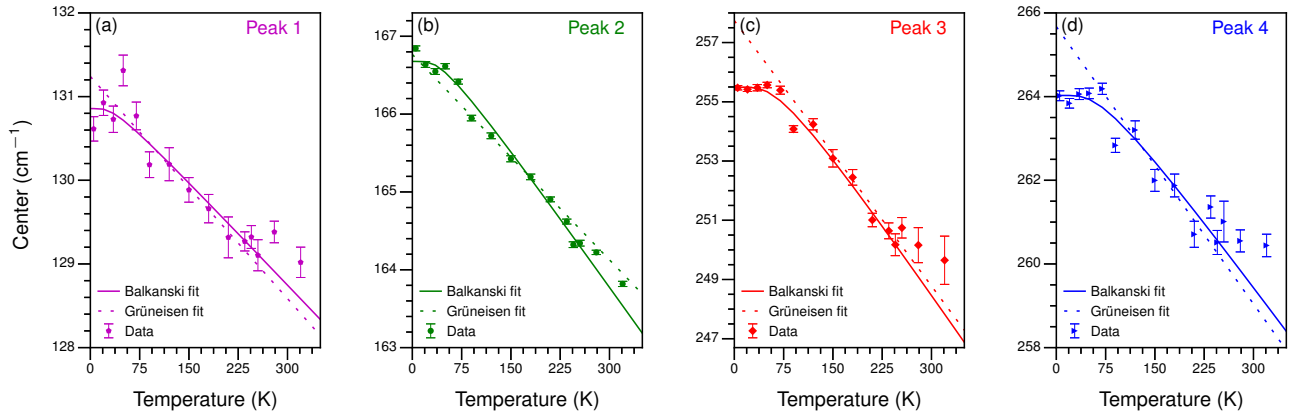 (a) Peak 1
Center (cm⁻¹)
132
131
130
129
128
Balkanski fit
Grüneisen fit
Data
0 75 150 225 300
Temperature (K)
(b) Peak 2
167
166
165
164
163
Balkanski fit
Grüneisen fit
Data
0 75 150 225 300
Temperature (K)
(c) Peak 3
257
255
253
251
249
247
Balkanski fit
Grüneisen fit
Data
0 75 150 225 300
Temperature (K)
(d) Peak 4
266
264
262
260
258
Balkanski fit
Grüneisen fit
Data
0 75 150 225 300
Temperature (K)